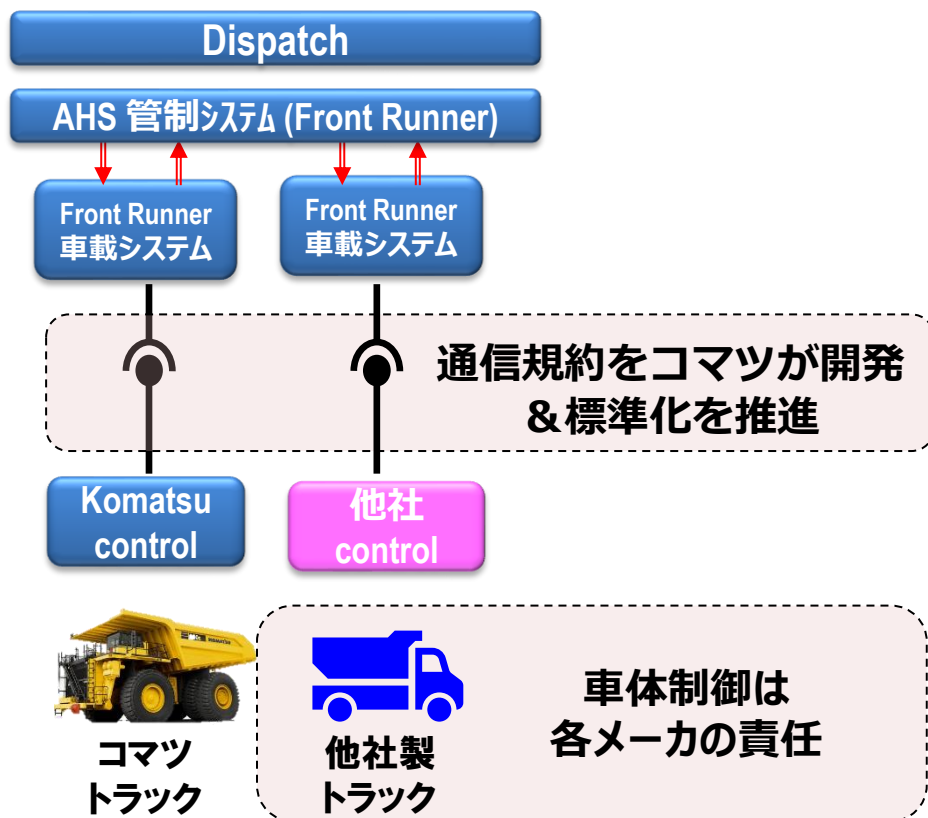 Dispatch
AHS 管制ｼｽﾃﾑ (Front Runner)
Front Runner
車載システム
Front Runner
車載システム
通信規約をコマツが開発
＆標準化を推進
Komatsu
control
他社
control
コマツ
トラック
他社製
トラック
車体制御は
各メーカの責任